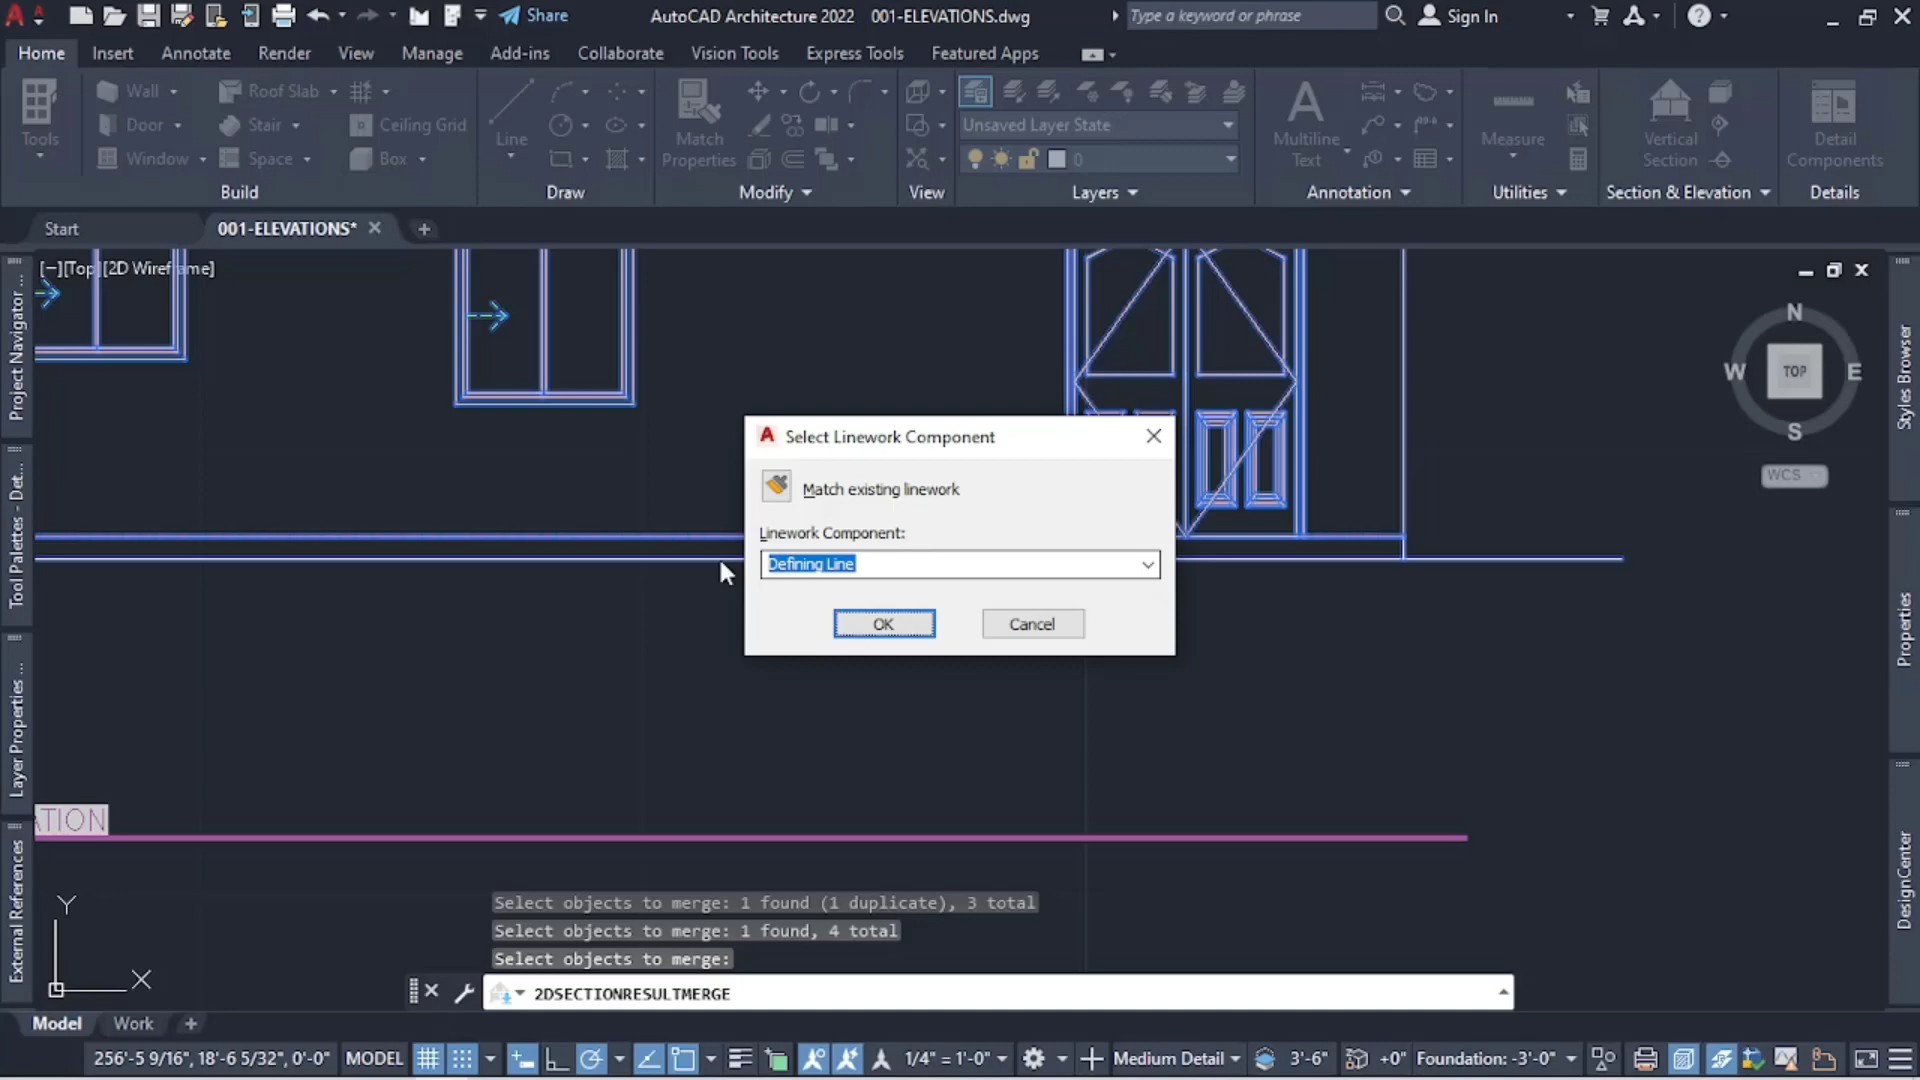 Share
AutoCAD Architecture 2022 001-ELEVATIONS.dwg
Type a keyword or phrase
Sign In
Home Insert Annotate Render View Manage Add-ins Collaborate Vision Tools Express Tools Featured Apps
Tools
Wall
Door
Window
Roof Slab
Stair
Space
Ceiling Grid
Box
Build
Line
Draw
Match
Properties
Modify
View
Unsaved Layer State
0
Layers
Multiline
Text
Annotation
Measure
Utilities
Vertical
Section
Section & Elevation
Detail
Components
Details
Start
001-ELEVATIONS*
[−][Top][2D Wireframe]
Project Navigator ...
Tool Palettes - Det...
Layer Properties ...
External References
Styles Browser
Properties
DesignCenter
N
W
TOP
E
S
WCS
Select Linework Component
Match existing linework
Linework Component:
Defining Line
OK
Cancel
ATION
Y
X
Select objects to merge: 1 found (1 duplicate), 3 total
Select objects to merge: 1 found, 4 total
Select objects to merge:
2DSECTIONRESULTMERGE
Model Work
256'-5 9/16", 18'-6 5/32", 0'-0" MODEL 1/4" = 1'-0" Medium Detail 3'-6" +0" Foundation: -3'-0"